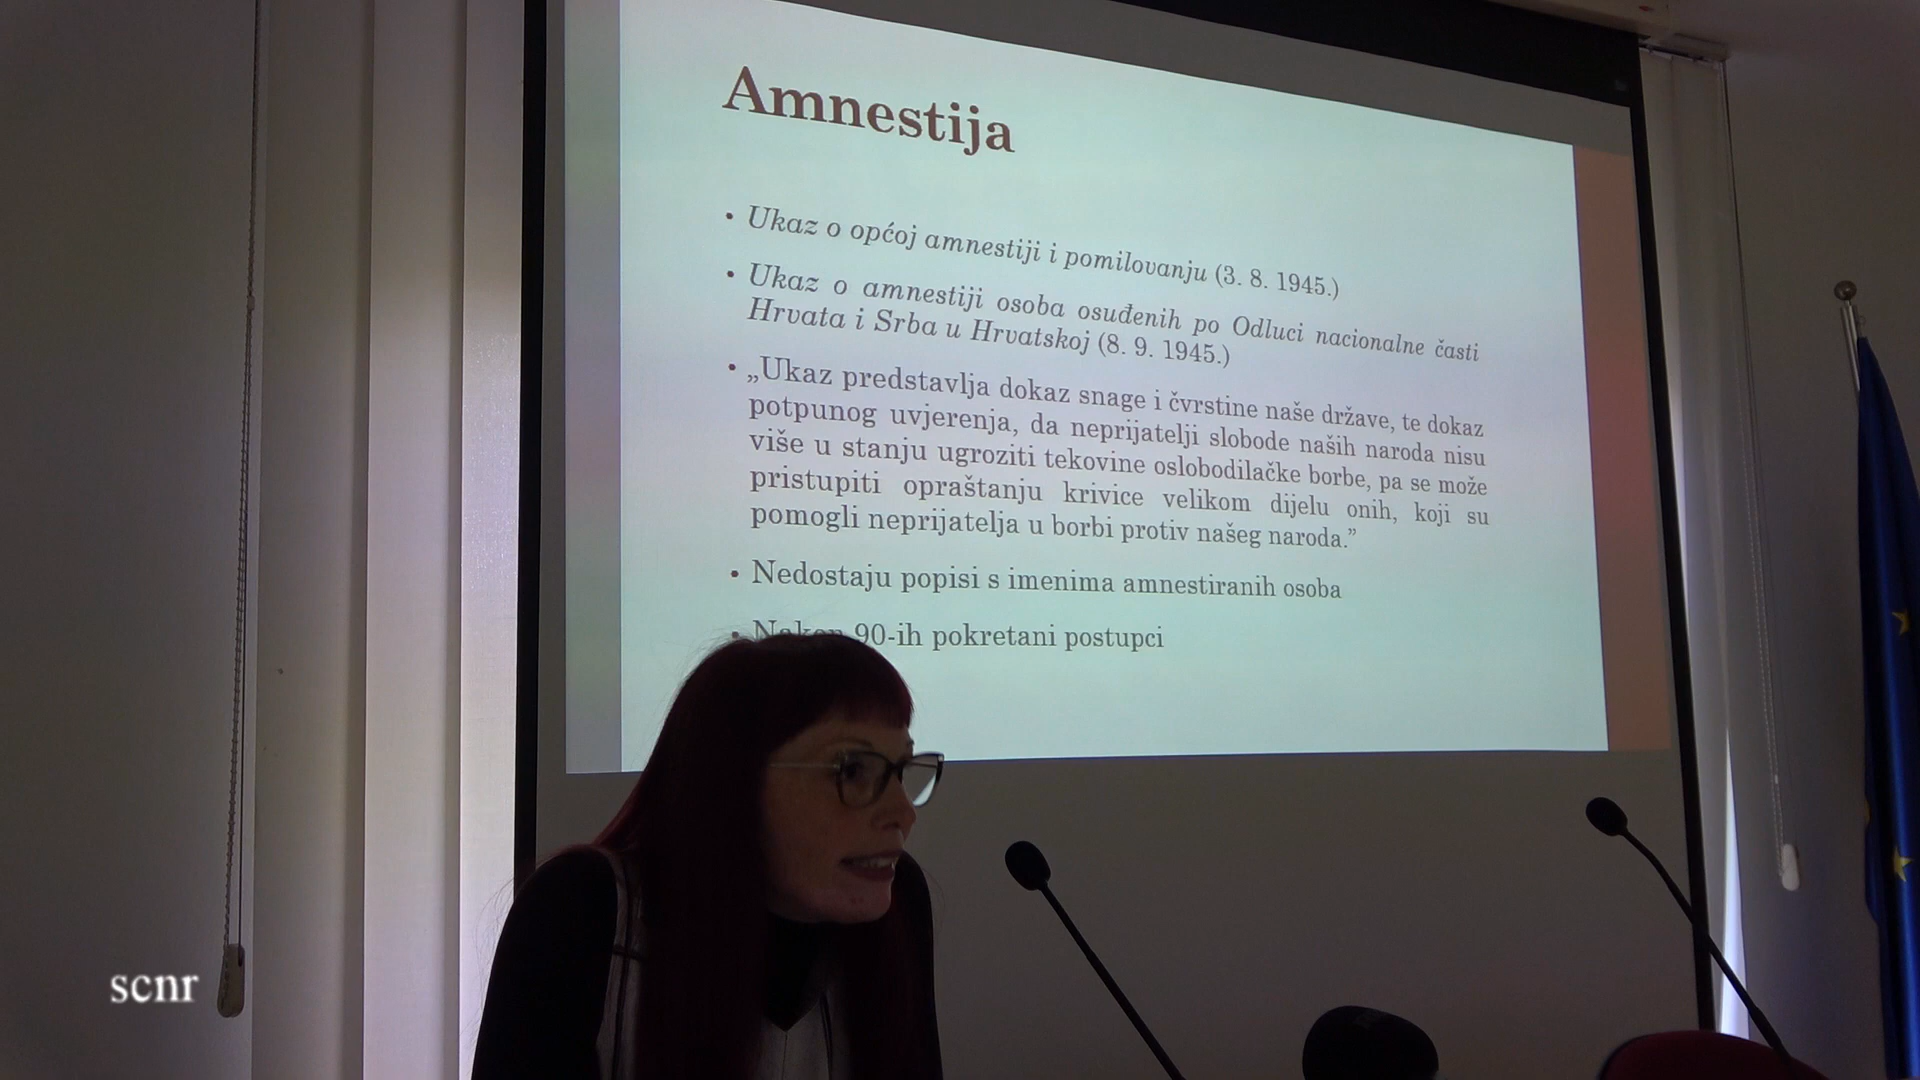 Amnestija
• Ukaz o općoj amnestiji i pomilovanju (3. 8. 1945.)
• Ukaz o amnestiji osoba osuđenih po Odluci nacionalne časti
Hrvata i Srba u Hrvatskoj (8. 9. 1945.)
• „Ukaz predstavlja dokaz snage i čvrstine naše države, te dokaz
potpunog uvjerenja, da neprijatelji slobode naših naroda nisu
više u stanju ugroziti tekovine oslobodilačke borbe, pa se može
pristupiti opraštanju krivice velikom dijelu onih, koji su
pomogli neprijatelja u borbi protiv našeg naroda.”
• Nedostaju popisi s imenima amnestiranih osoba
• Nakon 90-ih pokretani postupci
scnr